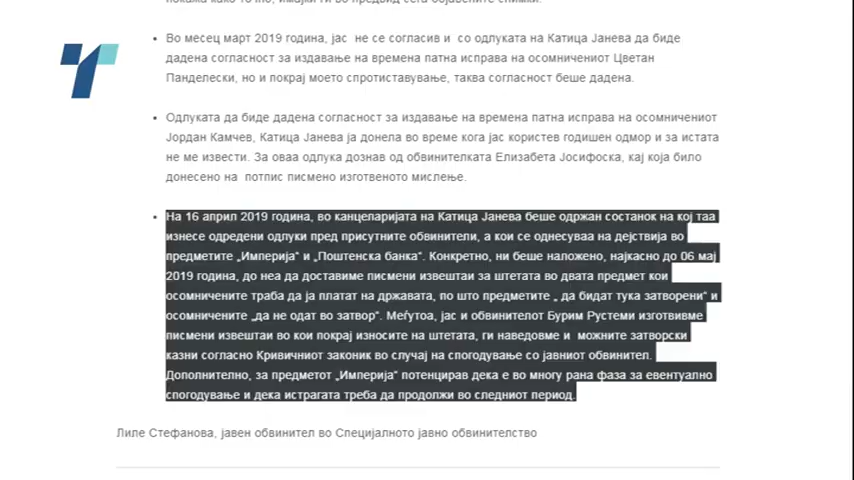 покажа како точно, имајќи ги во предвид сега објавените снимки.
Во месец март 2019 година, јас не се согласив и со одлуката на Катица Јанева да биде
дадена согласност за издавање на времена патна исправа на осомничениот Цветан
Панделески, но и покрај моето спротиставување, таква согласност беше дадена.
Одлуката да биде дадена согласност за издавање на времена патна исправа на осомничениот
Јордан Камчев, Катица Јанева ја донела во време кога јас користев годишен одмор и за истата
не ме извести. За оваа одлука дознав од обвинителката Елизабета Јосифоска, кај која било
донесено на потпис писмено изготвеното мислење.
На 16 април 2019 година, во канцеларијата на Катица Јанева беше одржан состанок на кој таа
изнесе одредени одлуки пред присутните обвинители, а кои се однесуваа на дејствија во
предметите „Империја“ и „Поштенска банка“. Конкретно, ни беше наложено, најкасно до 06 мај
2019 година, до неа да доставиме писмени извештаи за штетата во двата предмет кои
осомничените треба да ја платат на државата, по што предметите „ да бидат тука затворени“ и
осомничените „да не одат во затвор“. Меѓутоа, јас и обвинителот Бурим Рустеми изготвивме
писмени извештаи во кои покрај износите на штетата, ги наведовме и можните затворски
казни согласно Кривичниот законик во случај на спогодување со јавниот обвинител.
Дополнително, за предметот „Империја“ потенцирав дека е во многу рана фаза за евентуално
спогодување и дека истрагата треба да продолжи во следниот период.
Лиле Стефанова, јавен обвинител во Специјалното јавно обвинителство